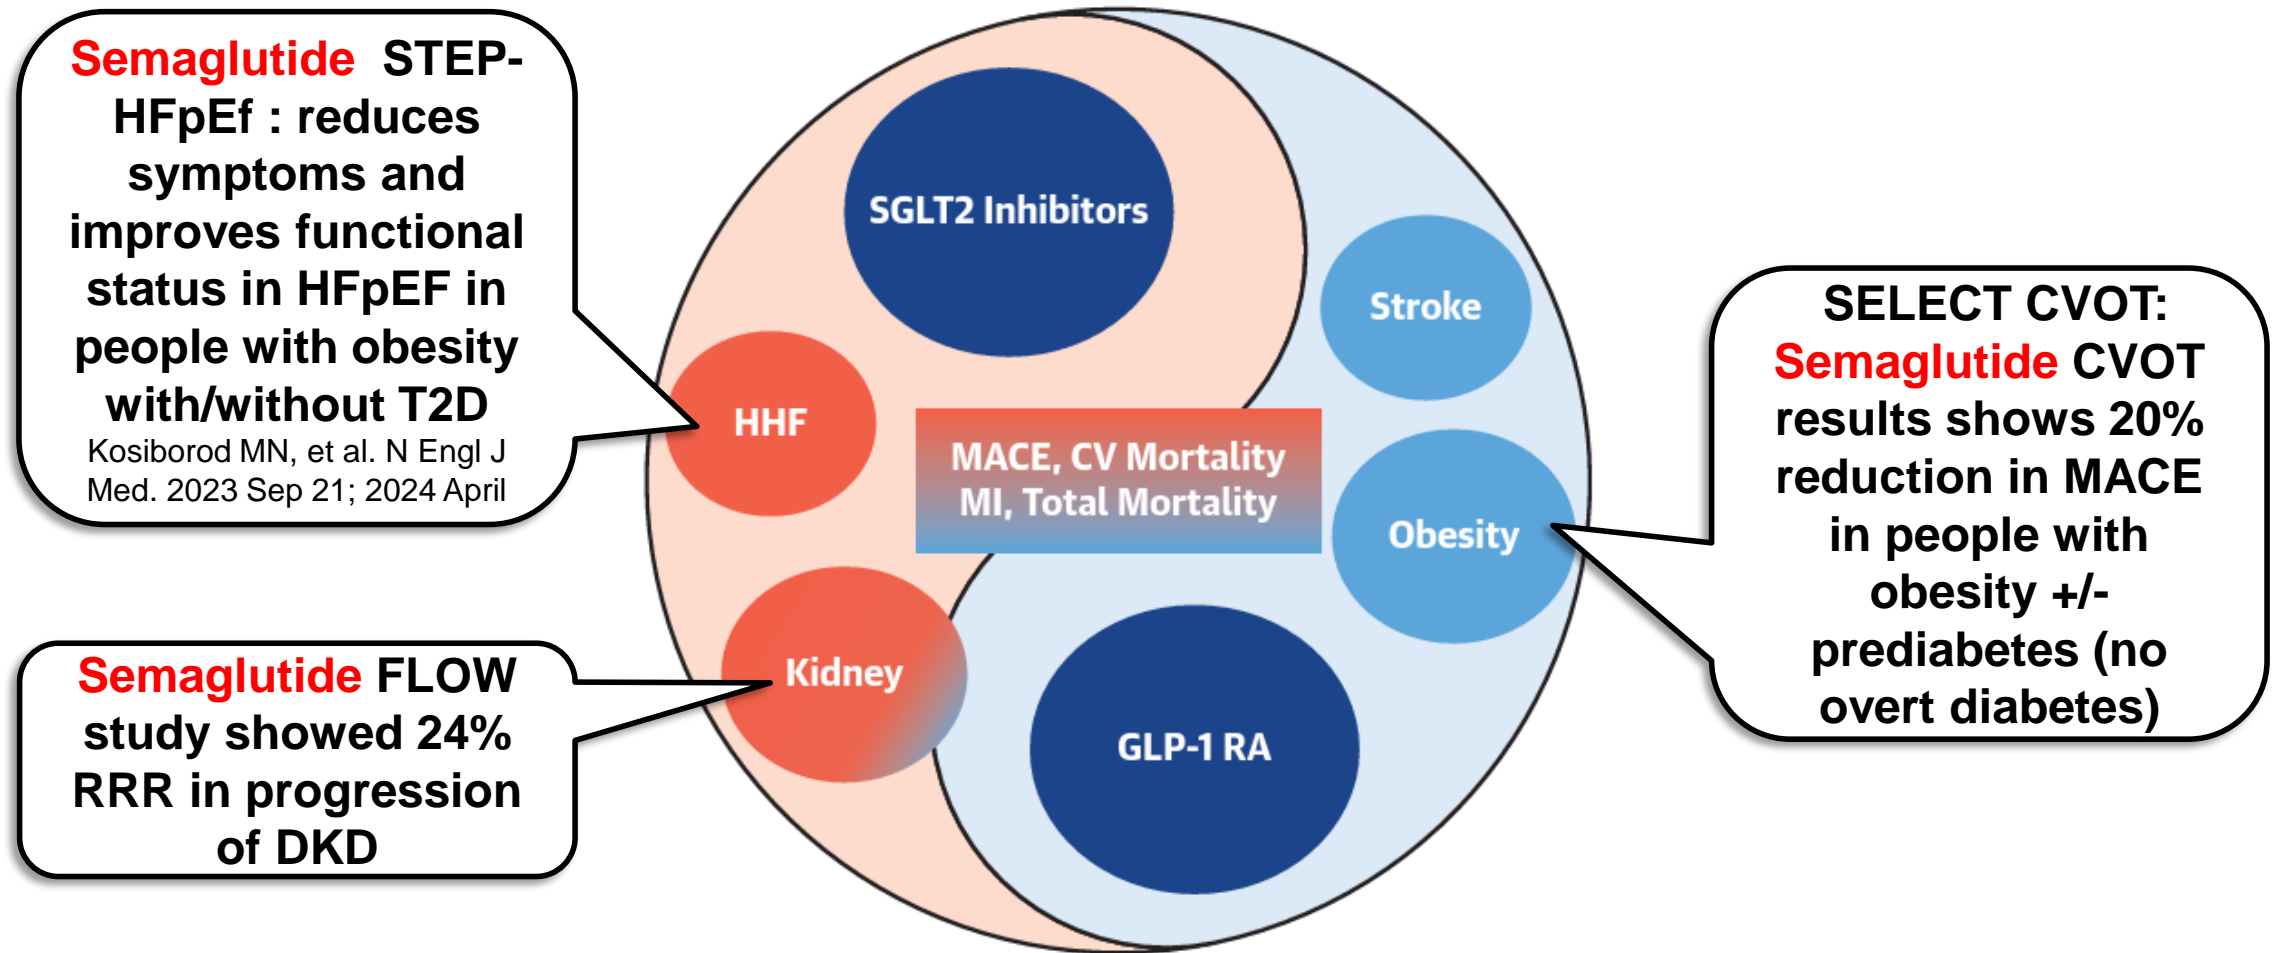 Semaglutide STEP-
HFpEf : reduces
symptoms and
improves functional
status in HFpEF in
people with obesity
with/without T2D
Kosiborod MN, et al. N Engl J
Med. 2023 Sep 21; 2024 April
Semaglutide FLOW
study showed 24%
RRR in progression
of DKD
SGLT2 Inhibitors
HHF
MACE, CV Mortality
MI, Total Mortality
Kidney
Stroke
Obesity
GLP-1 RA
SELECT CVOT:
Semaglutide CVOT
results shows 20%
reduction in MACE
in people with
obesity +/-
prediabetes (no
overt diabetes)